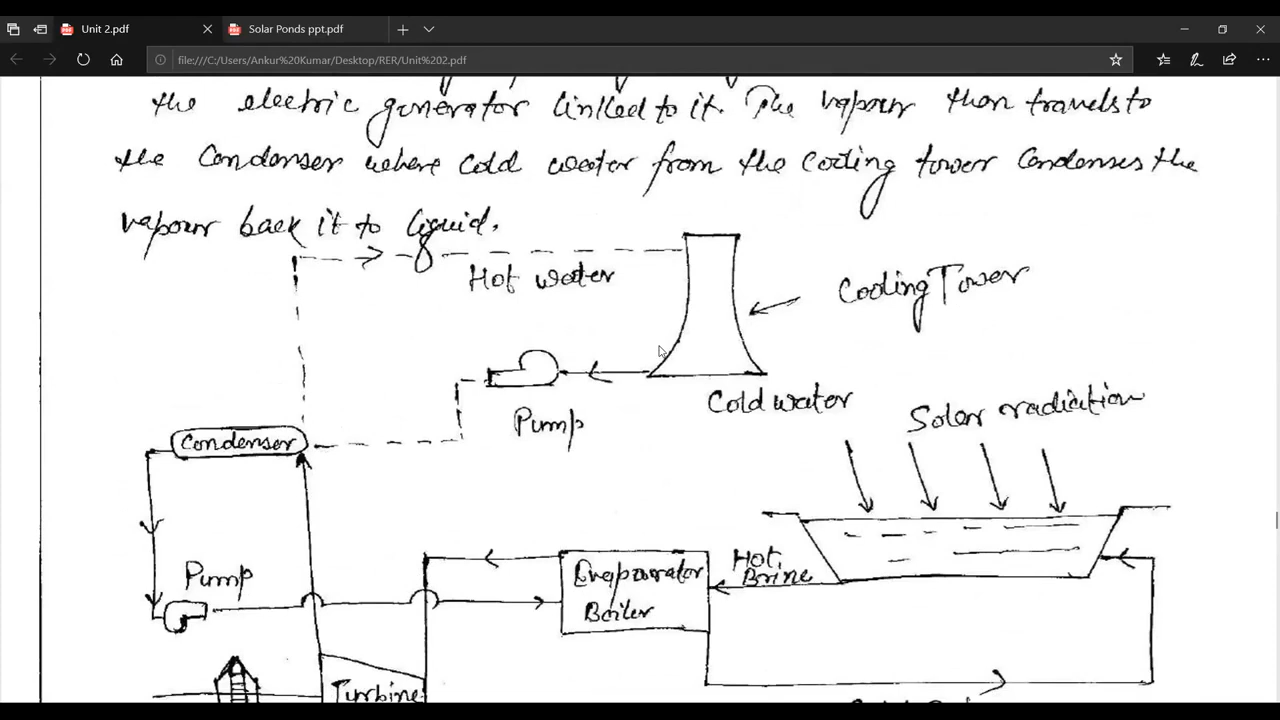 Unit 2.pdf
Solar Ponds ppt.pdf
file:///C:/Users/Ankur%20Kumar/Desktop/RER/Unit%202.pdf
the electric generator linked to it. The vapour then travels to
the Condenser where cold water from the cooling tower condenses the
vapour back it to liquid.
Hot water
Cooling Tower
Pump
Cold water
Solar radiation
Condenser
Pump
Evaporator
Boiler
Hot
Brine
Turbine